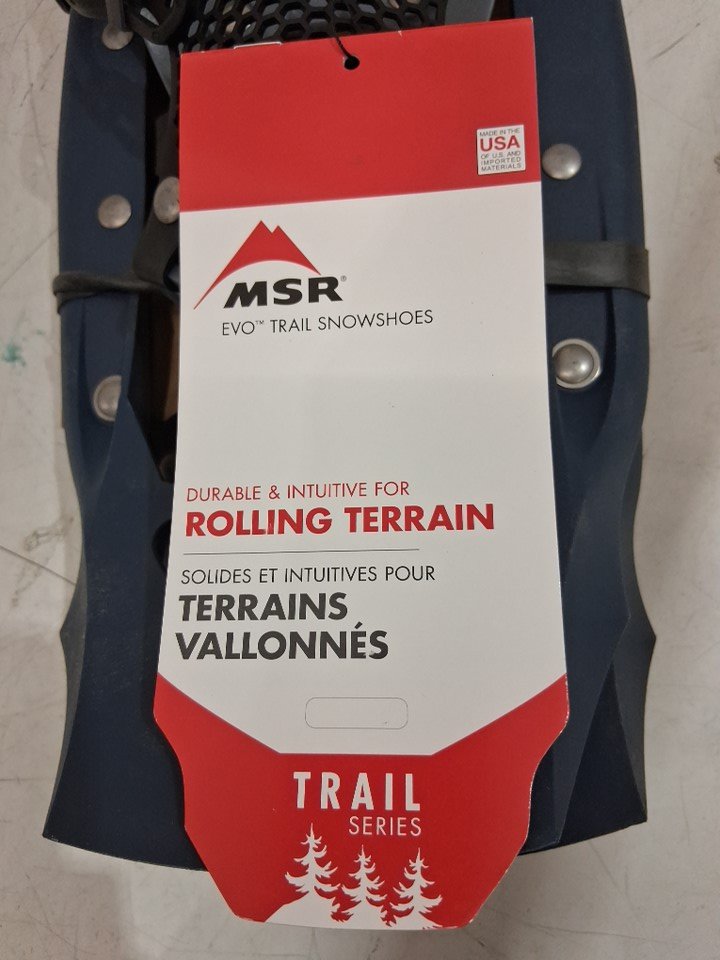 MADE IN THE
USA
OF U.S. AND
IMPORTED
MATERIALS
MSR®
EVO™ TRAIL SNOWSHOES
DURABLE & INTUITIVE FOR
ROLLING TERRAIN
SOLIDES ET INTUITIVES POUR
TERRAINS
VALLONNÉS
TRAIL
SERIES